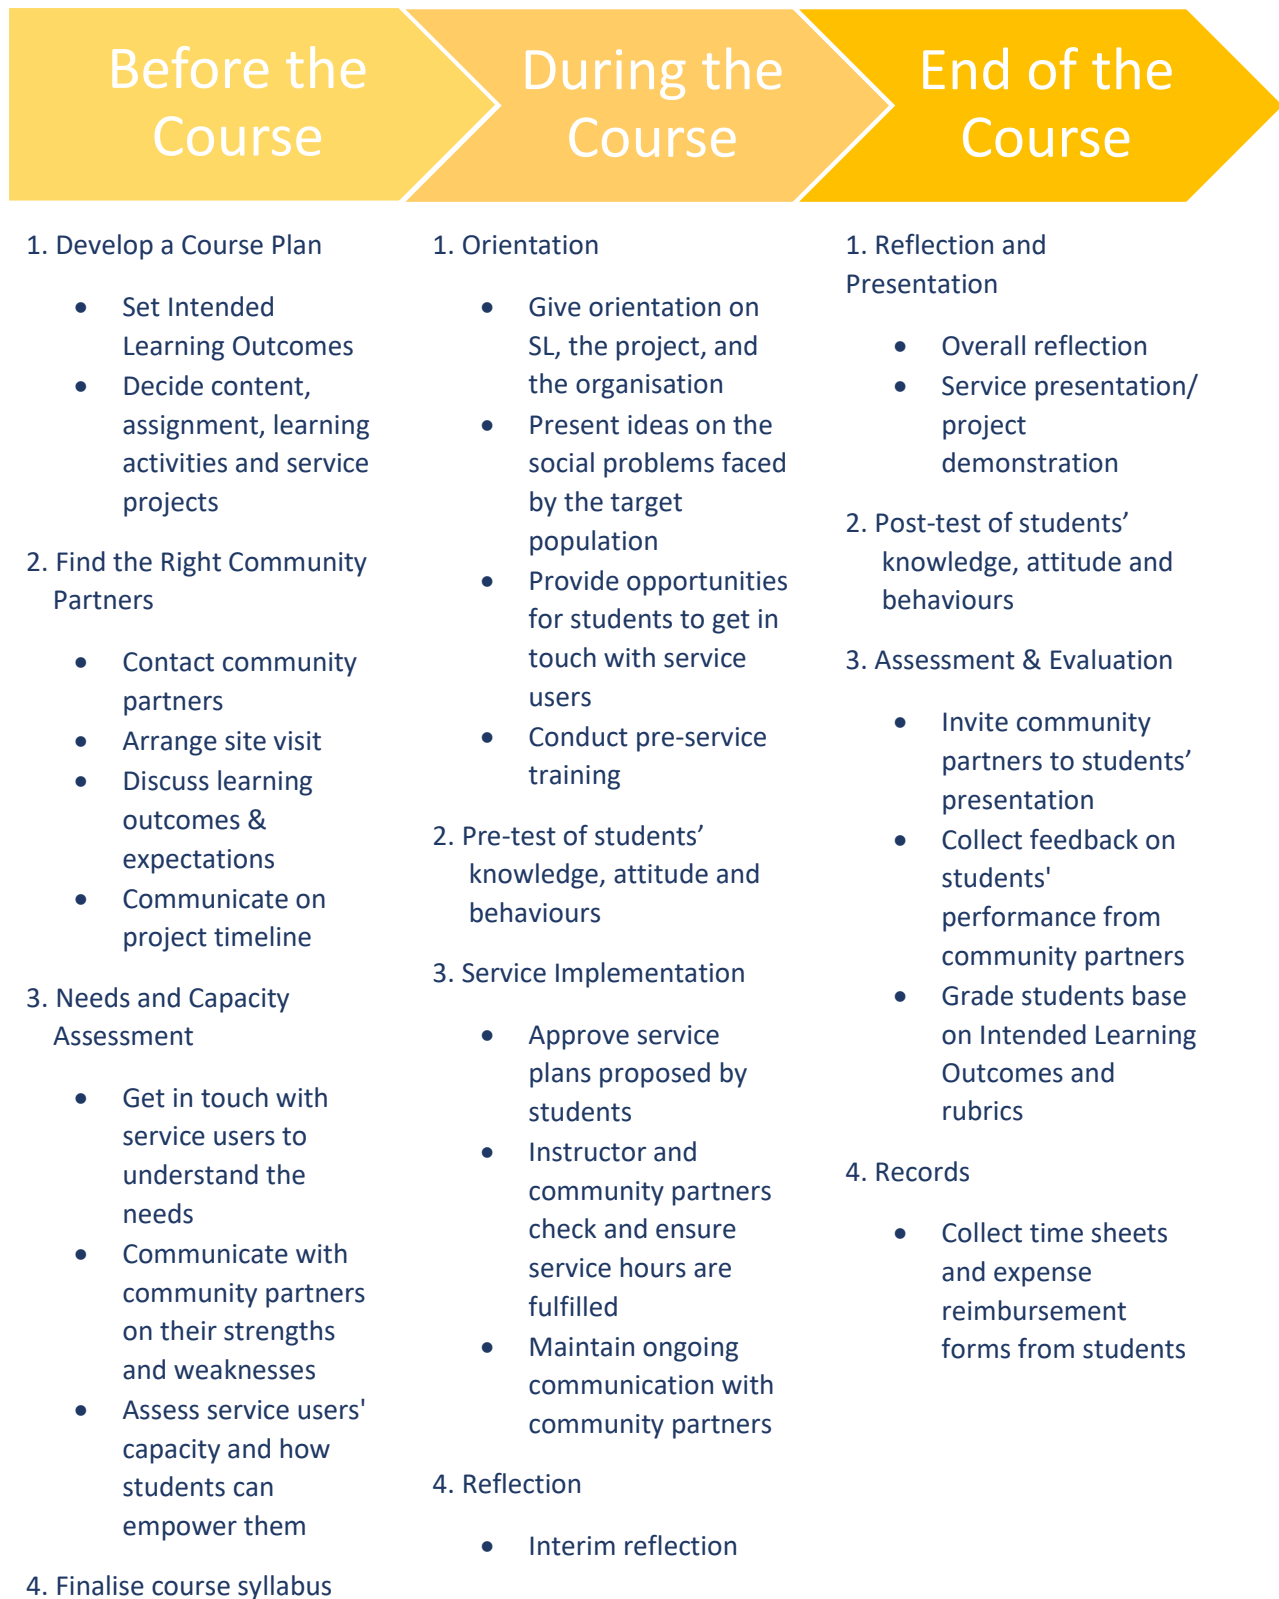 Before the
Course
During the
Course
End of the
Course
1. Develop a Course Plan
• Set Intended
Learning Outcomes
• Decide content,
assignment, learning
activities and service
projects
2. Find the Right Community
Partners
• Contact community
partners
• Arrange site visit
• Discuss learning
outcomes &
expectations
• Communicate on
project timeline
3. Needs and Capacity
Assessment
• Get in touch with
service users to
understand the
needs
• Communicate with
community partners
on their strengths
and weaknesses
• Assess service users'
capacity and how
students can
empower them
4. Finalise course syllabus
1. Orientation
• Give orientation on
SL, the project, and
the organisation
• Present ideas on the
social problems faced
by the target
population
• Provide opportunities
for students to get in
touch with service
users
• Conduct pre-service
training
2. Pre-test of students’
knowledge, attitude and
behaviours
3. Service Implementation
• Approve service
plans proposed by
students
• Instructor and
community partners
check and ensure
service hours are
fulfilled
• Maintain ongoing
communication with
community partners
4. Reflection
• Interim reflection
1. Reflection and
Presentation
• Overall reflection
• Service presentation/
project
demonstration
2. Post-test of students’
knowledge, attitude and
behaviours
3. Assessment & Evaluation
• Invite community
partners to students’
presentation
• Collect feedback on
students'
performance from
community partners
• Grade students base
on Intended Learning
Outcomes and
rubrics
4. Records
• Collect time sheets
and expense
reimbursement
forms from students